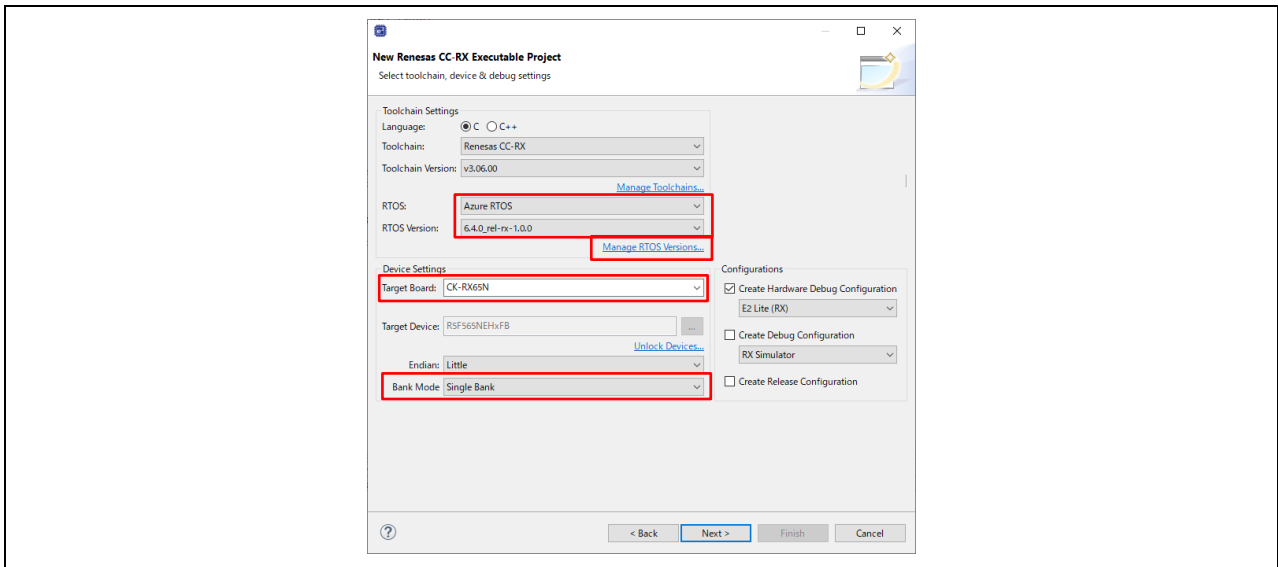 New Renesas CC-RX Executable Project
Select toolchain, device & debug settings
Toolchain Settings
Language: C C++
Toolchain: Renesas CC-RX
Toolchain Version: v3.06.00
Manage Toolchains...
RTOS: Azure RTOS
RTOS Version: 6.4.0_rel-rx-1.0.0
Manage RTOS Versions...
Device Settings
Target Board: CK-RX65N
Target Device: R5F565NEHxFB
...
Unlock Devices...
Endian: Little
Bank Mode Single Bank
Configurations
Create Hardware Debug Configuration
E2 Lite (RX)
Create Debug Configuration
RX Simulator
Create Release Configuration
? < Back Next > Finish Cancel